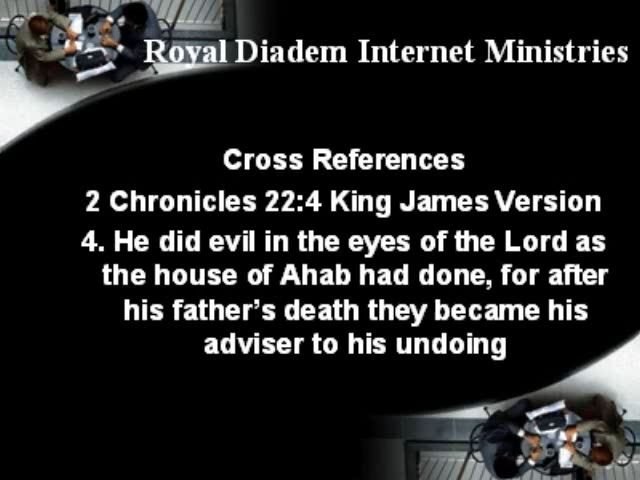 Royal Diadem Internet Ministries
Cross References
2 Chronicles 22:4 King James Version
4. He did evil in the eyes of the Lord as
the house of Ahab had done, for after
his father’s death they became his
adviser to his undoing